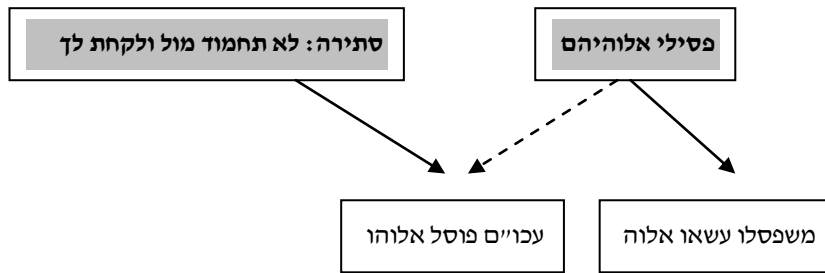 פסילי אלוהיהם
סתירה: לא תחמוד מול ולקחת לך
משפסלו עשאו אלוה
עכו״ם פוסל אלוהו